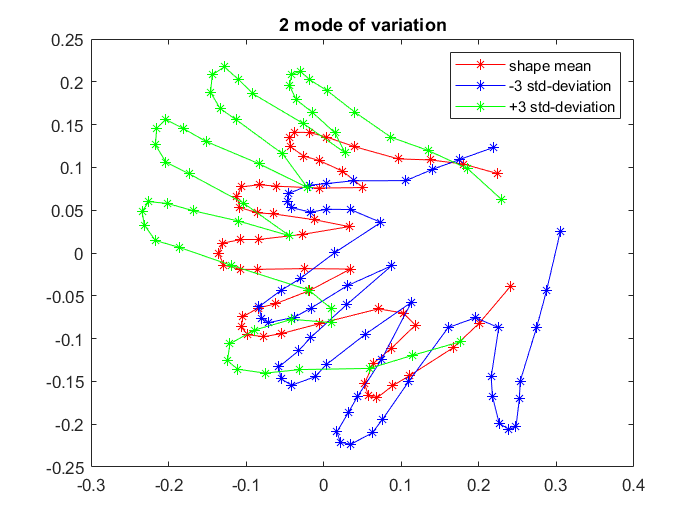 2 mode of variation
0.25
0.2
0.15
0.1
0.05
0
-0.05
-0.1
-0.15
-0.2
-0.25
shape mean
-3 std-deviation
+3 std-deviation
-0.3 -0.2 -0.1 0 0.1 0.2 0.3 0.4